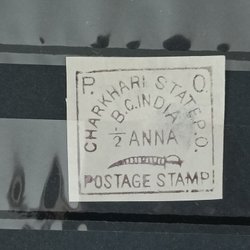 P. O.
CHARKHARI STATE P.O.
B.C.INDIA
½ ANNA
POSTAGE STAMP